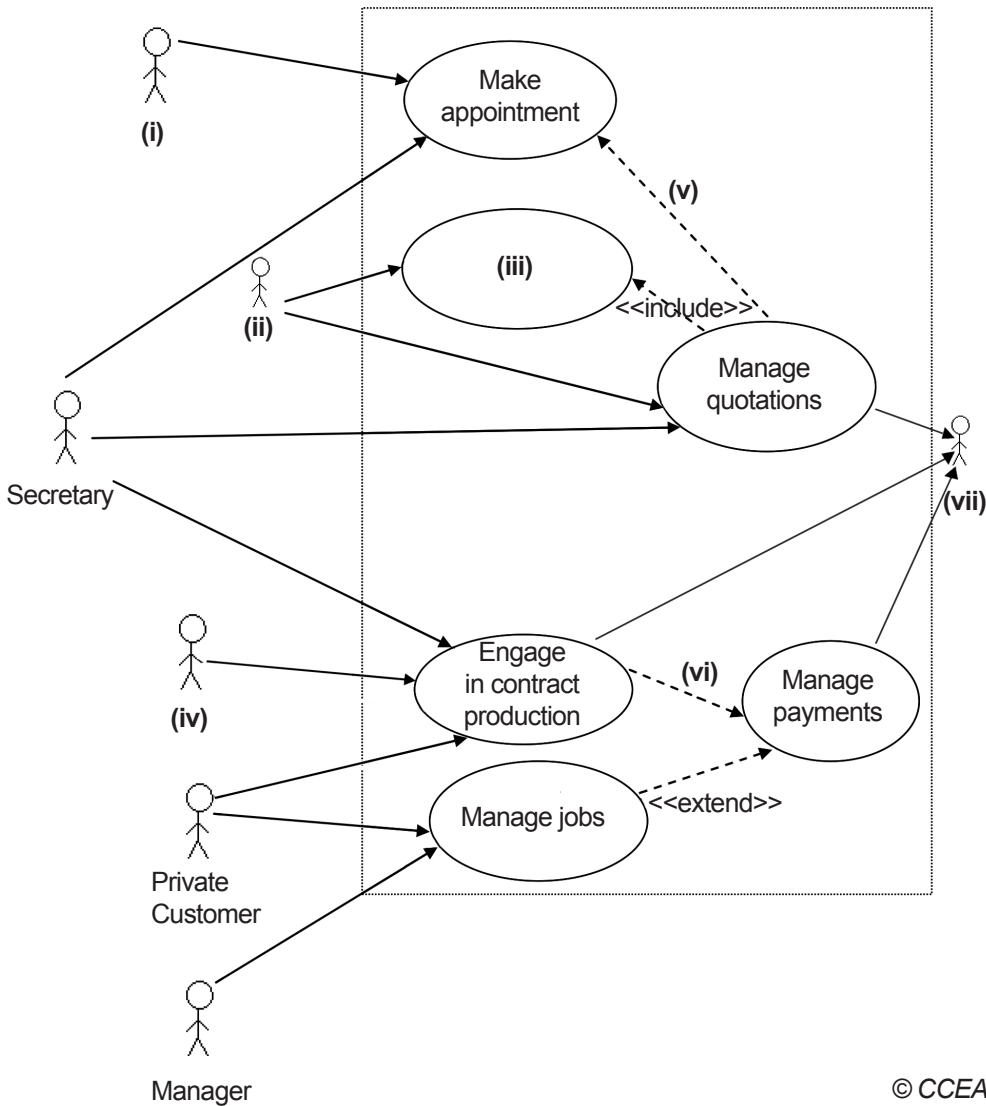 Make
appointment
(i)
(v)
(iii)
(ii)
<<include>>
Manage
quotations
Secretary
(vii)
Engage
in contract
production
(vi)
Manage
payments
(iv)
Manage jobs
<<extend>>
Private
Customer
Manager
© CCEA